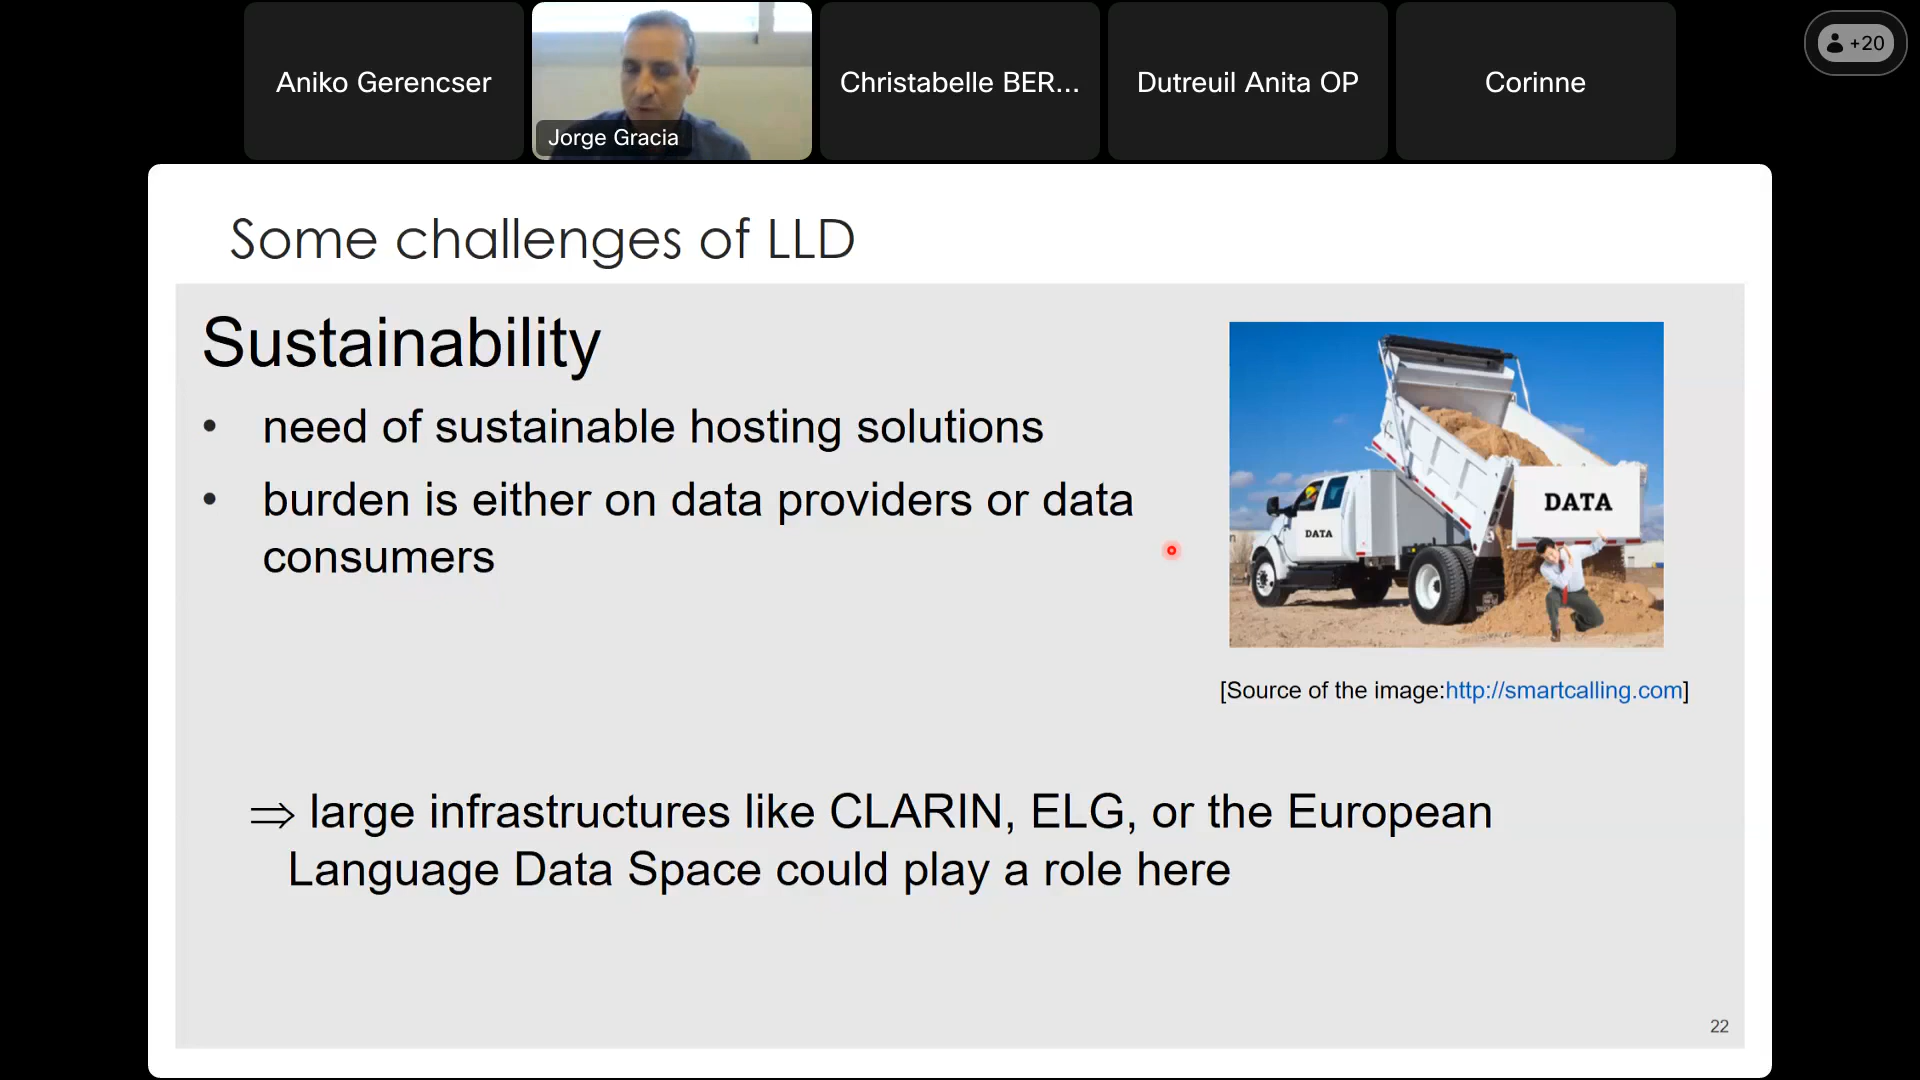 Aniko Gerencser
Jorge Gracia
Christabelle BER...
Dutreuil Anita OP
Corinne
+20
Some challenges of LLD
Sustainability
• need of sustainable hosting solutions
• burden is either on data providers or data
consumers
DATA
DATA
[Source of the image:http://smartcalling.com]
⇒ large infrastructures like CLARIN, ELG, or the European
Language Data Space could play a role here
22